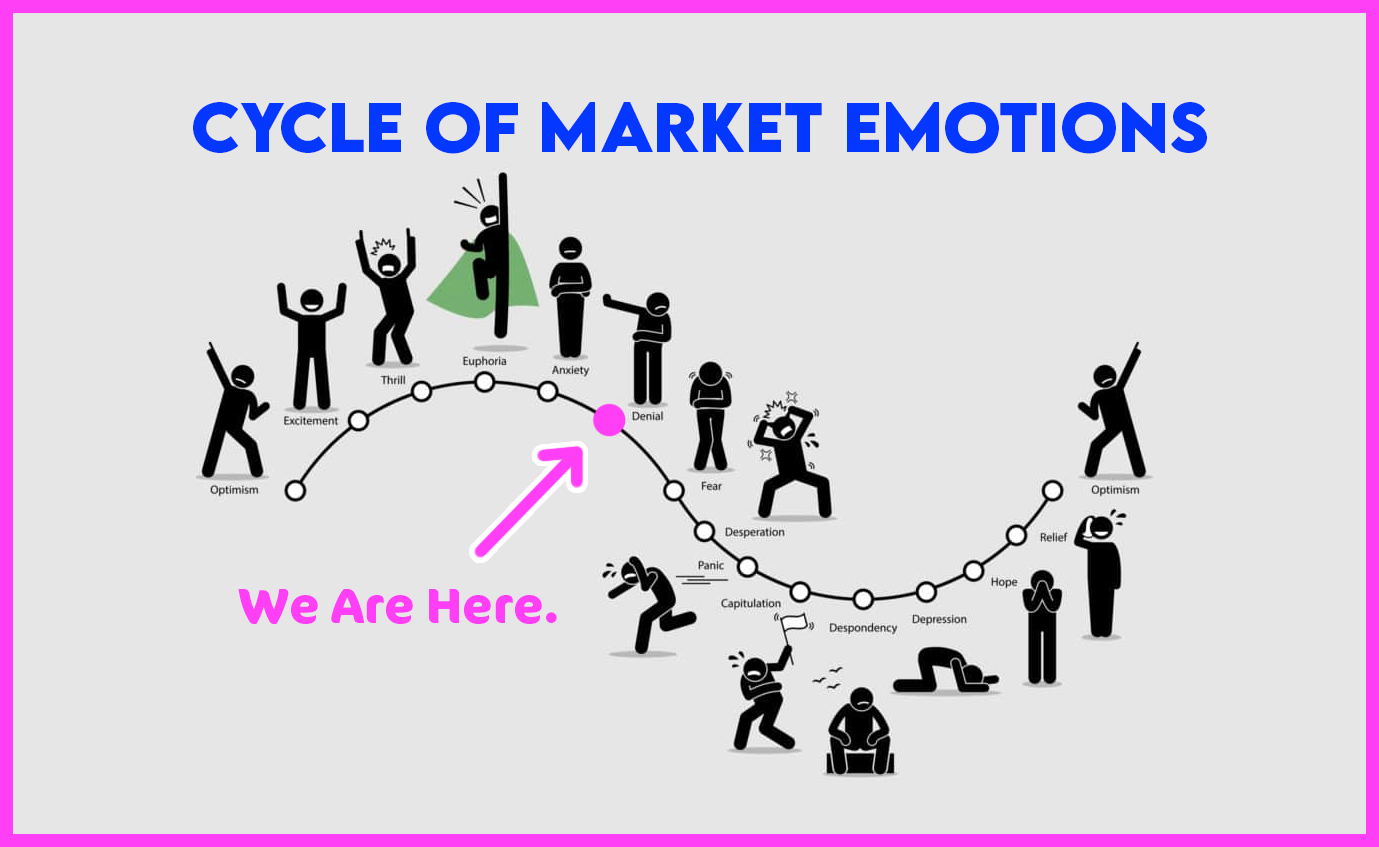 CYCLE OF MARKET EMOTIONS
Optimism
Excitement
Thrill
Euphoria
Anxiety
Denial
Fear
Desperation
Panic
Capitulation
Despondency
Depression
Hope
Relief
Optimism
We Are Here.